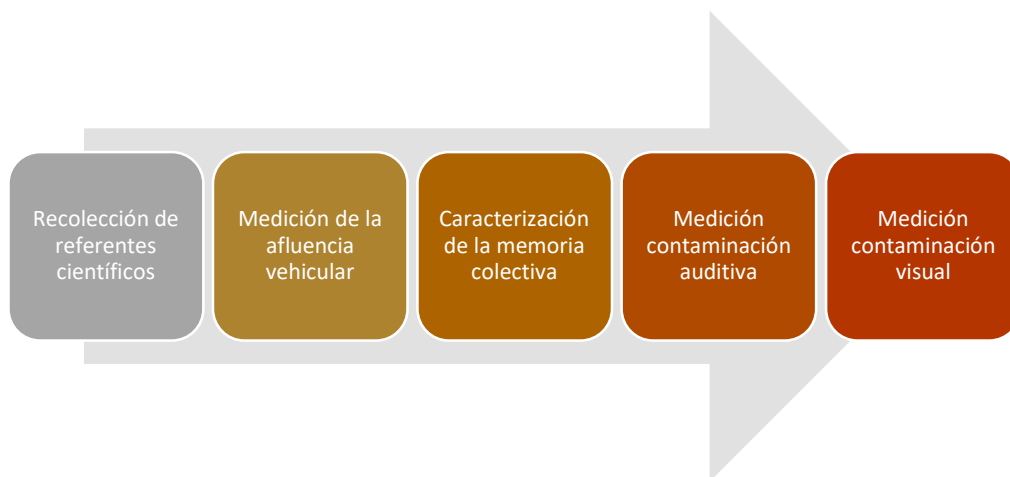 Recolección de
referentes
científicos
Medición de la
afluencia
vehicular
Caracterización
de la memoria
colectiva
Medición
contaminación
auditiva
Medición
contaminación
visual